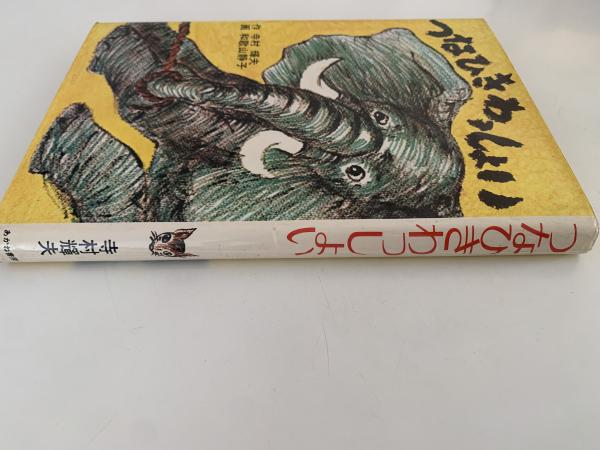 つなひきわっしょい
作 寺村 輝夫
画 和歌山静子
つなひきわっしょい
寺村輝夫
あかね書房